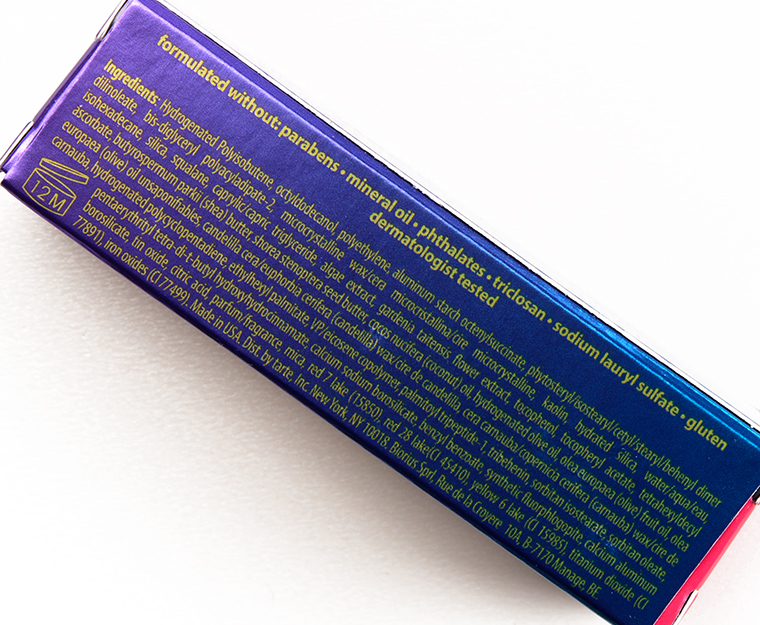 formulated without: parabens • mineral oil • phthalates • triclosan • sodium lauryl sulfate • gluten
dermatologist tested
Ingredients: Hydrogenated Polyisobutene, octyldodecanol, polyethylene, aluminum starch octenylsuccinate, phytosteryl/isostearyl/cetyl/stearyl/behenyl dimer
dilinoleate, bis-diglyceryl polyacyladipate-2, microcrystalline wax/cera microcristallina/cire microcrystalline, kaolin, hydrated silica, water/aqua/eau,
isohexadecane, silica, squalane, caprylic/capric triglyceride, algae extract, gardenia taitensis flower extract, tocopherol, tocopheryl acetate, tetrahexyldecyl
ascorbate, butyrospermum parkii (shea) butter, shorea stenoptera seed butter, cocos nucifera (coconut) oil, hydrogenated olive oil, olea europaea (olive) fruit oil, olea
europaea (olive) oil unsaponifiables, candelilla cera/euphorbia cerifera (candelilla) wax/cire de candelilla, cera carnauba/copernicia cerifera (carnauba) wax/cire de
carnauba, hydrogenated polycyclopentadiene, ethylhexyl palmitate, VP/eicosene copolymer, palmitoyl tripeptide-1, tribehenin, sorbitan isostearate, sorbitan oleate,
pentaerythrityl tetra-di-t-butyl hydroxyhydrocinnamate, calcium sodium borosilicate, benzyl benzoate, synthetic fluorphlogopite, calcium aluminum
borosilicate, tin oxide, citric acid, parfum/fragrance, mica, red 7 lake (15850), red 28 lake(CI 45410), yellow 6 lake (CI 15985), titanium dioxide (CI
77891), iron oxides (CI 77499). Made in USA. Dist. by tarte, Inc. New York, NY 10018. Biorius Sprl. Rue de la Croyere, 10A, B-7170 Manage, BE
12M